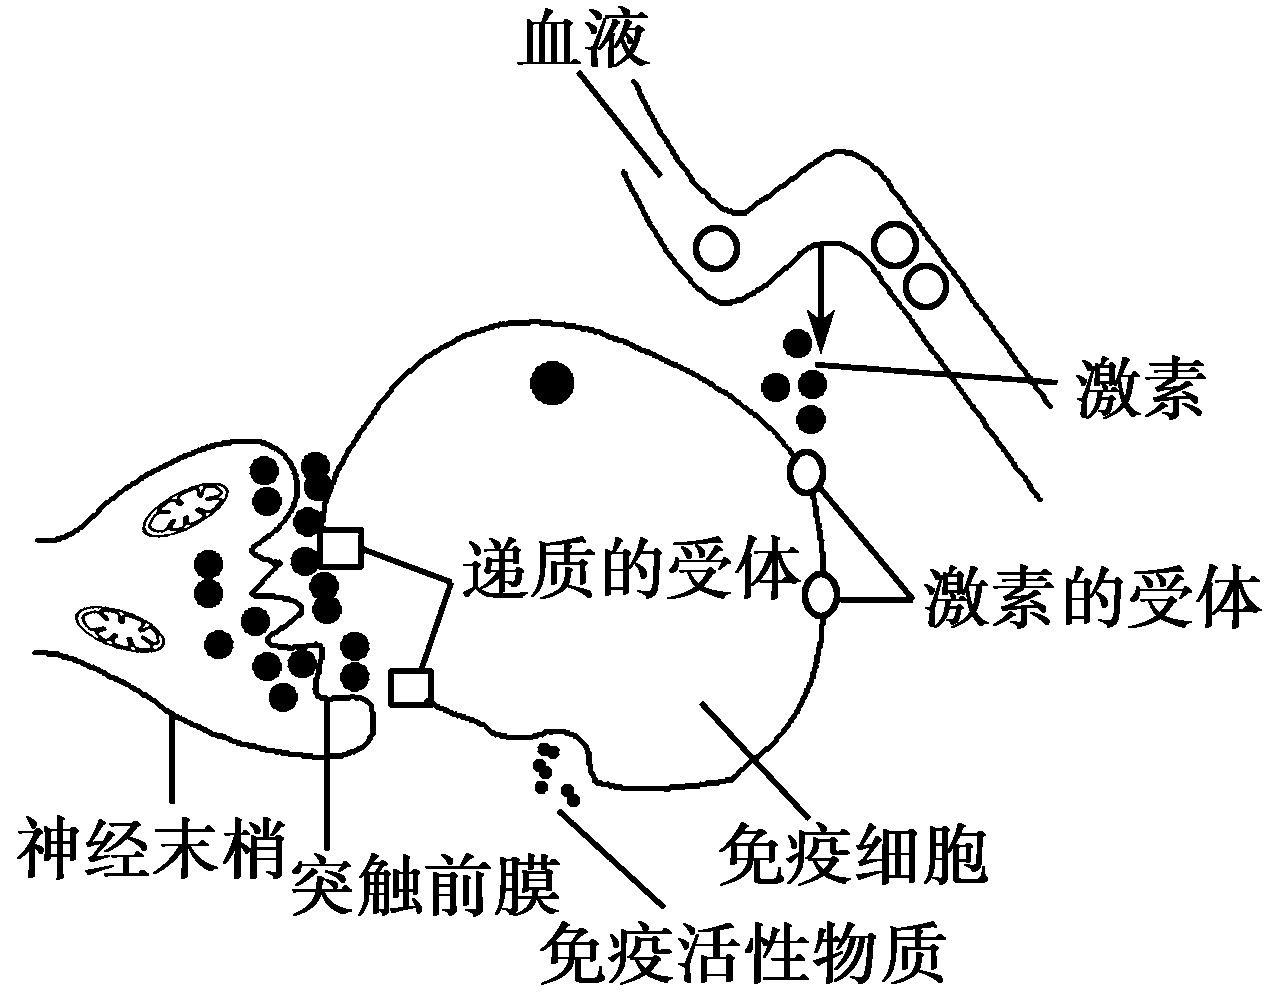 血液
激素
递质的受体
激素的受体
神经末梢
突触前膜
免疫细胞
免疫活性物质